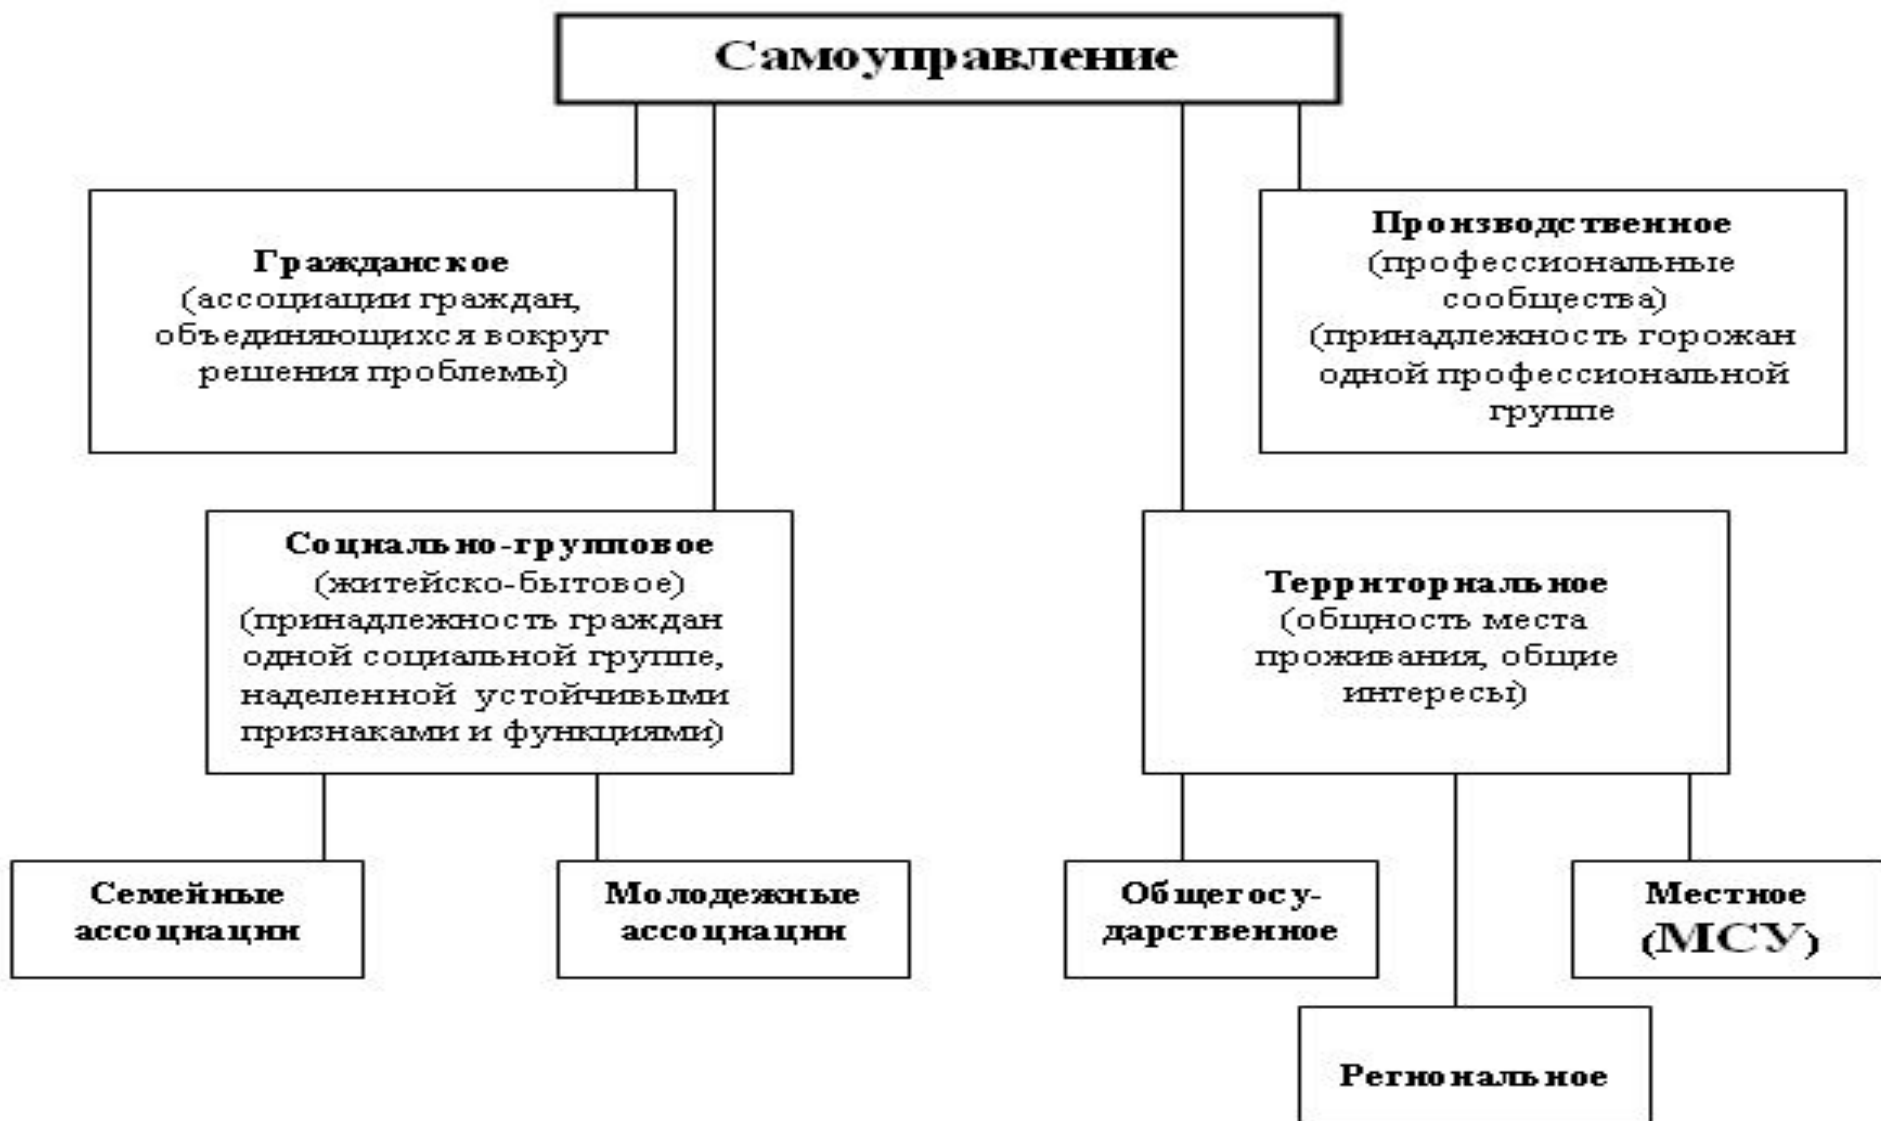 Самоуправление
Гражданское
(ассоциации граждан,
объединяющихся вокруг
решения проблемы)
Производственное
(профессиональные
сообщества)
(принадлежность горожан
одной профессиональной
группе
Социально-групповое
(житейско-бытовое)
(принадлежность граждан
одной социальной группе,
наделенной устойчивыми
признаками и функциями)
Территориальное
(общность места
проживания, общие
интересы)
Семейные
ассоциации
Молодежные
ассоциации
Общегосу-
дарственное
Местное
(МСУ)
Региональное